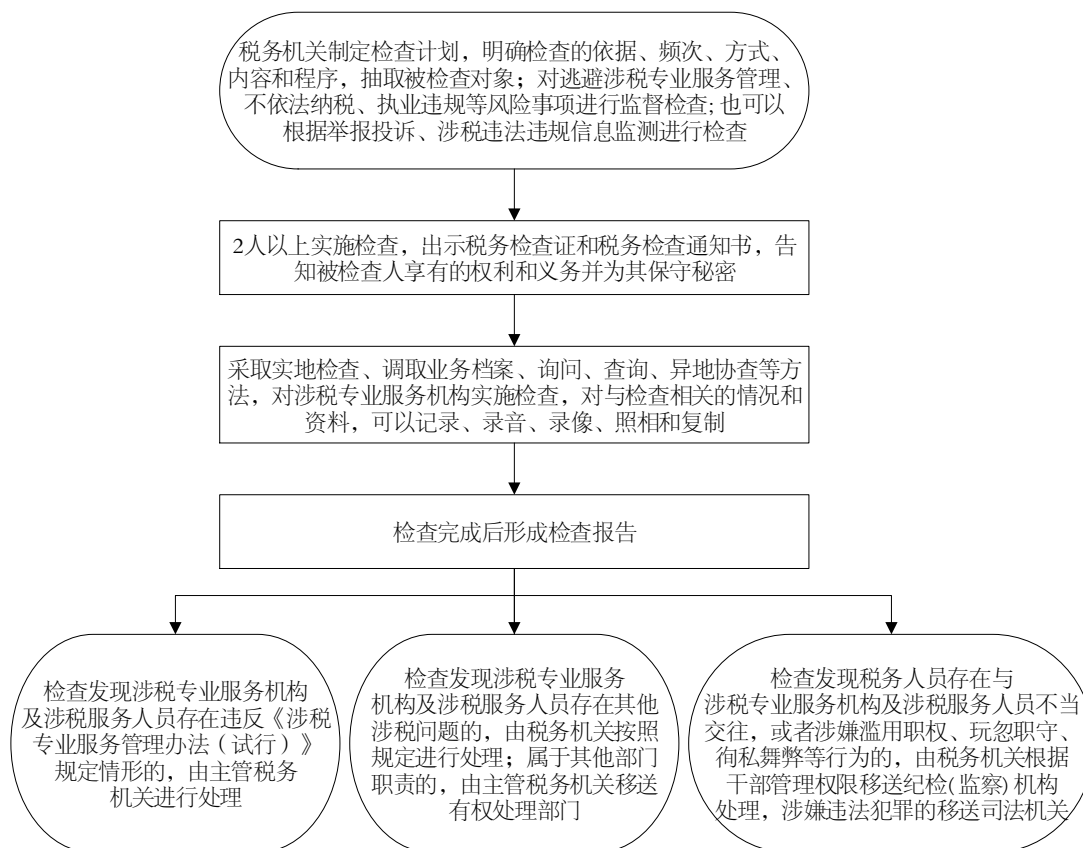 税务机关制定检查计划，明确检查的依据、频次、方式、
内容和程序，抽取被检查对象；对逃避涉税专业服务管理、
不依法纳税、执业违规等风险事项进行监督检查;也可以
根据举报投诉、涉税违法违规信息监测进行检查
2人以上实施检查，出示税务检查证和税务检查通知书，告
知被检查人享有的权利和义务并为其保守秘密
采取实地检查、调取业务档案、询问、查询、异地协查等方
法，对涉税专业服务机构实施检查，对与检查相关的情况和
资料，可以记录、录音、录像、照相和复制
检查完成后形成检查报告
检查发现涉税专业服务机构
及涉税服务人员存在违反《涉税
专业服务管理办法（试行）》
规定情形的，由主管税务
机关进行处理
检查发现涉税专业服务
机构及涉税服务人员存在其他
涉税问题的，由税务机关按照
规定进行处理；属于其他部门
职责的，由主管税务机关移送
有权处理部门
检查发现税务人员存在与
涉税专业服务机构及涉税服务人员不当
交往，或者涉嫌滥用职权、玩忽职守、
徇私舞弊等行为的，由税务机关根据
干部管理权限移送纪检(监察)机构
处理，涉嫌违法犯罪的移送司法机关